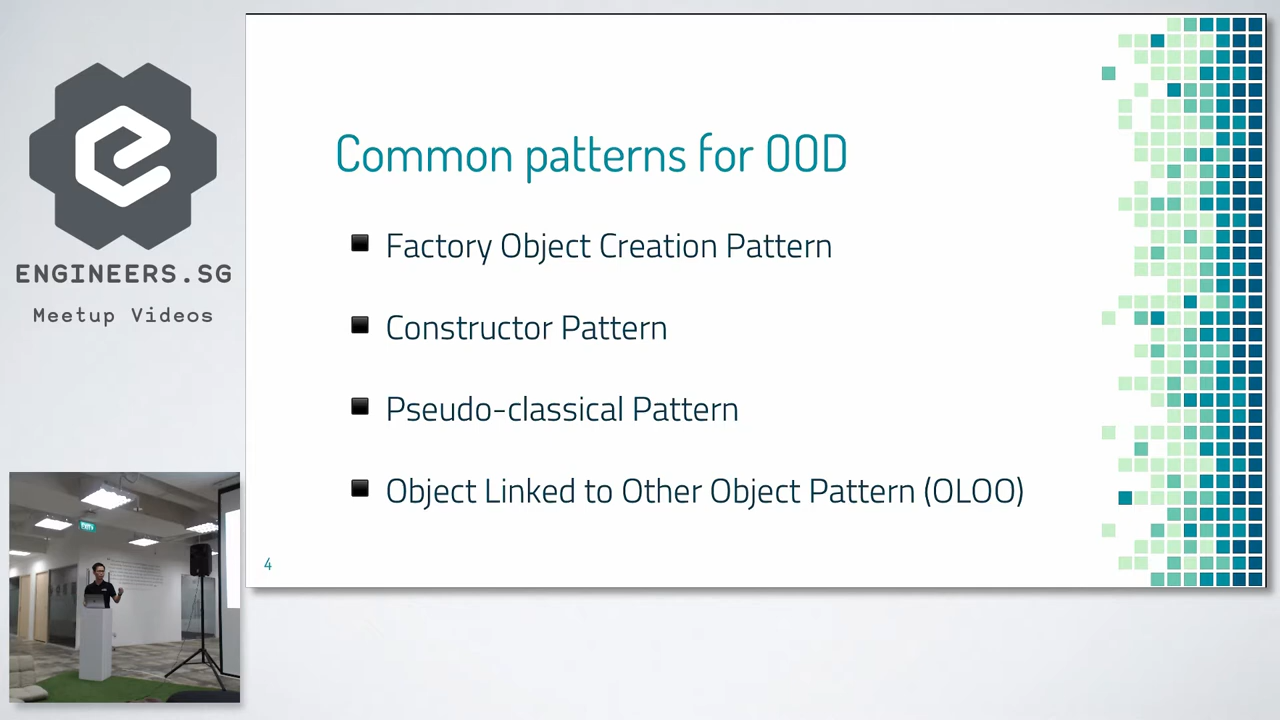 ENGINEERS.SG
Meetup Videos
Common patterns for OOD
Factory Object Creation Pattern
Constructor Pattern
Pseudo-classical Pattern
Object Linked to Other Object Pattern (OLOO)
4
EXIT